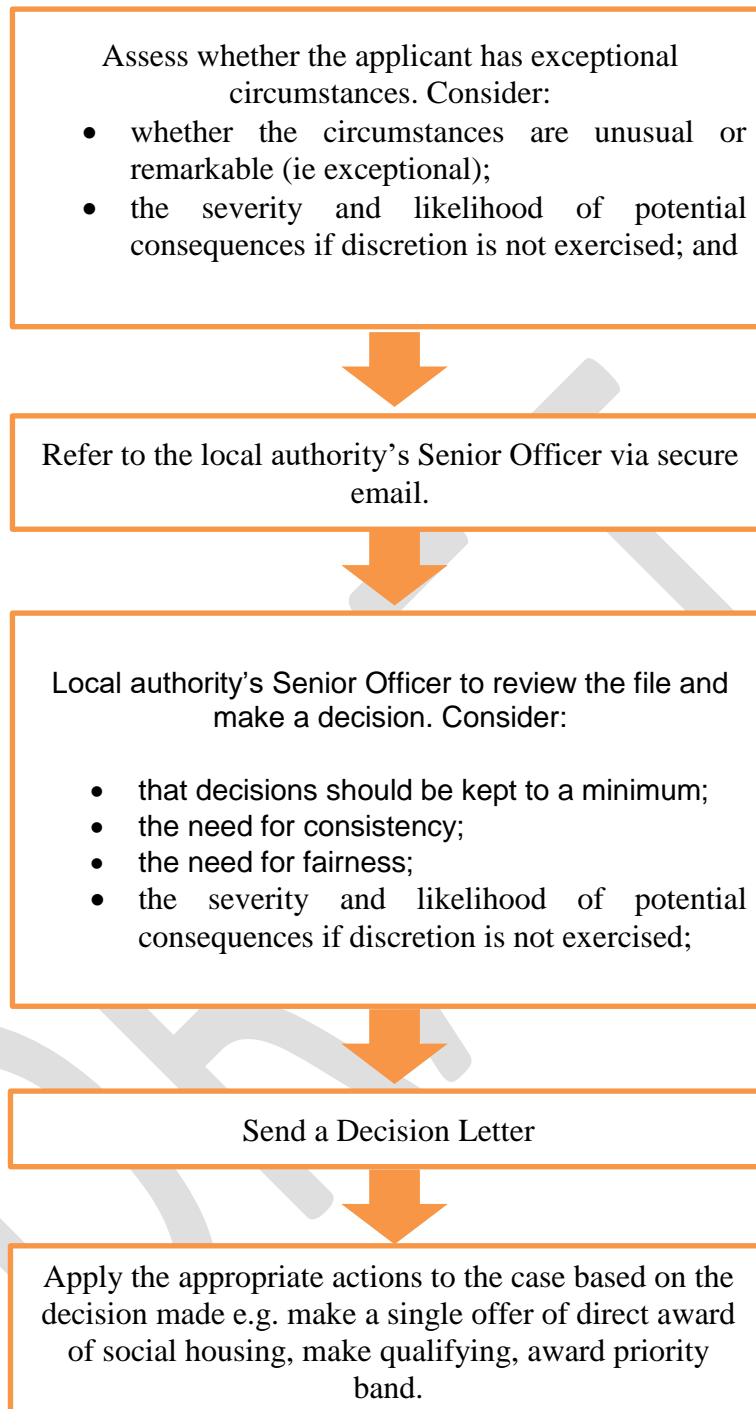 Assess whether the applicant has exceptional
circumstances. Consider:
• whether the circumstances are unusual or
remarkable (ie exceptional);
• the severity and likelihood of potential
consequences if discretion is not exercised; and
Refer to the local authority's Senior Officer via secure
email.
Local authority's Senior Officer to review the file and
make a decision. Consider:
• that decisions should be kept to a minimum;
• the need for consistency;
• the need for fairness;
• the severity and likelihood of potential
consequences if discretion is not exercised;
Send a Decision Letter
Apply the appropriate actions to the case based on the
decision made e.g. make a single offer of direct award
of social housing, make qualifying, award priority
band.